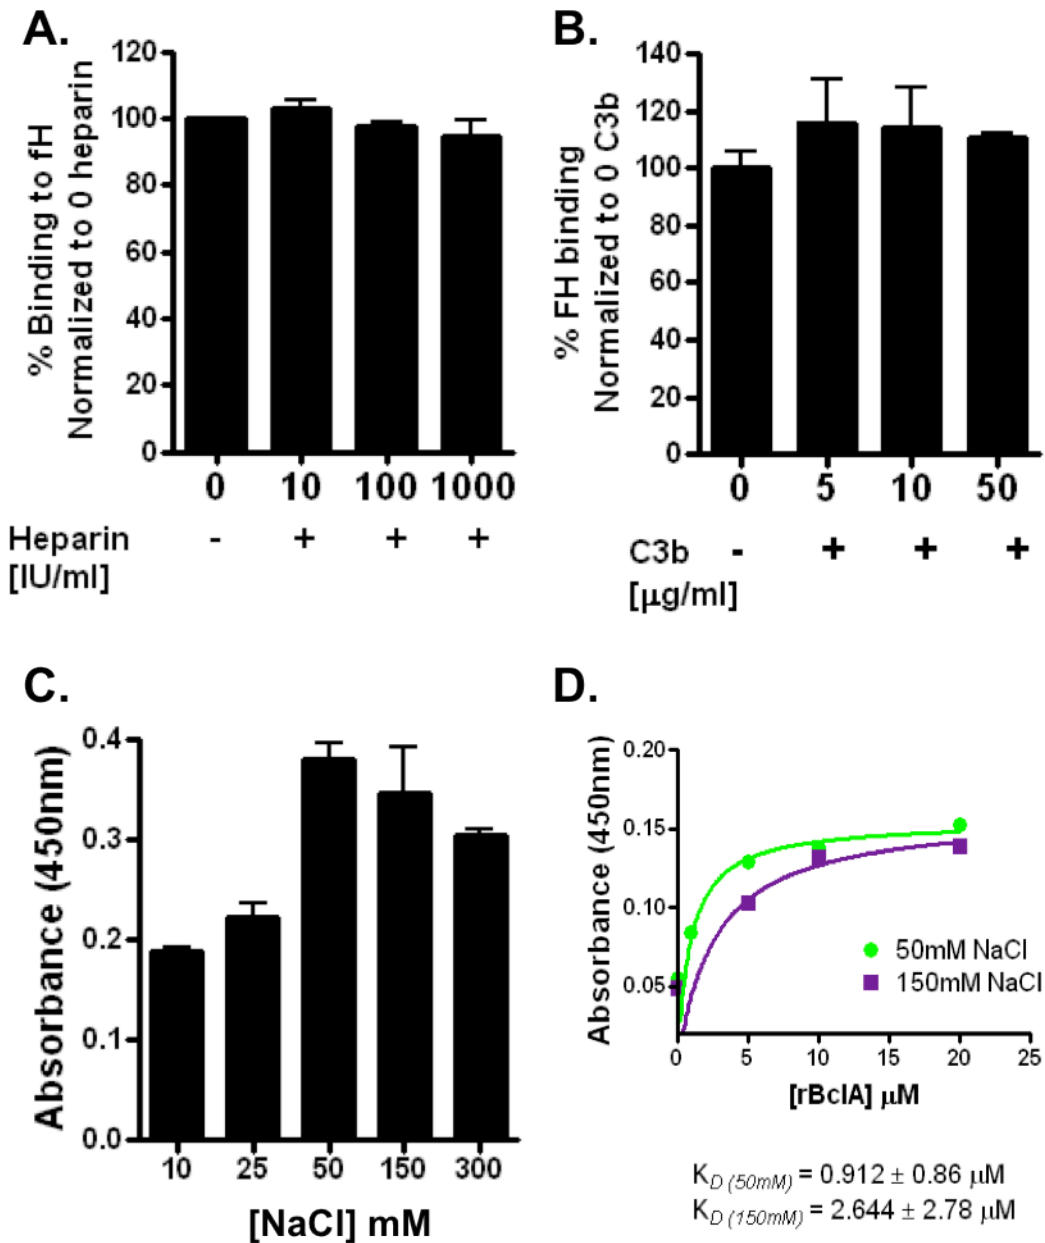 A.
% Binding to fH
Normalized to 0 heparin
120
100
80
60
40
20
0
0 10 100 1000
Heparin - + + +
[IU/ml]
B.
% FH binding
Normalized to 0 C3b
140
120
100
80
60
40
20
0
0 5 10 50
C3b - + + +
[μg/ml]
C.
Absorbance (450nm)
0.4
0.3
0.2
0.1
0.0
10 25 50 150 300
[NaCl] mM
D.
Absorbance (450nm)
0.20
0.15
0.10
0.05
0 5 10 15 20 25
[rBclA] μM
50mM NaCl
150mM NaCl
K_D (50mM) = 0.912 ± 0.86 μM
K_D (150mM) = 2.644 ± 2.78 μM